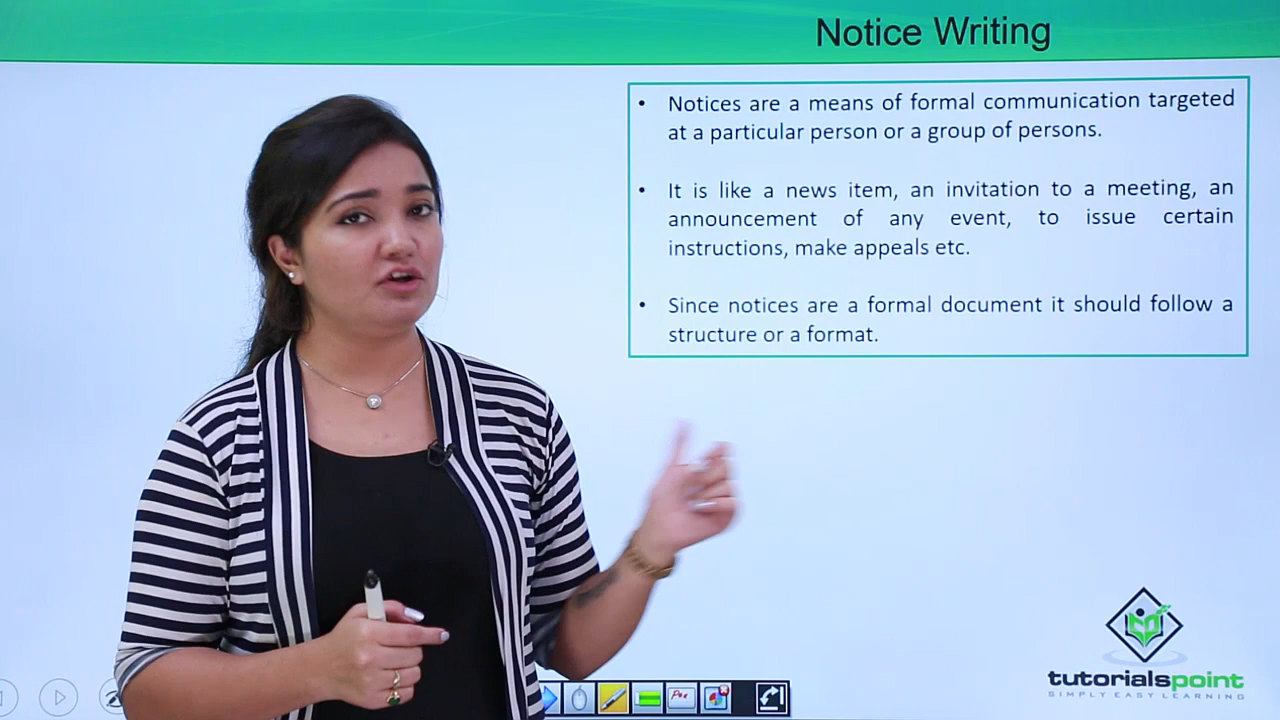 Notice Writing
• Notices are a means of formal communication targeted
at a particular person or a group of persons.
• It is like a news item, an invitation to a meeting, an
announcement of any event, to issue certain
instructions, make appeals etc.
• Since notices are a formal document it should follow a
structure or a format.
tutorialspoint
SIMPLY EASY LEARNING
Pen